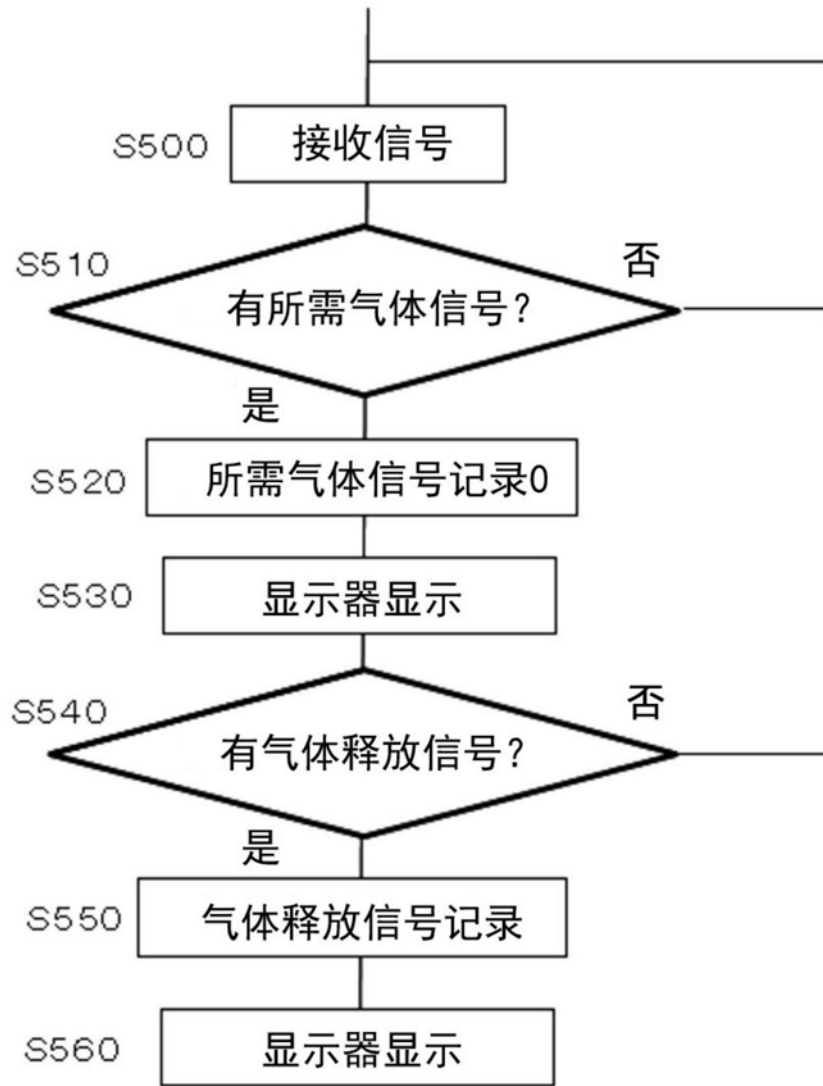 S500 接收信号
S510 否
有所需气体信号?
是
S520 所需气体信号记录0
S530 显示器显示
S540 否
有气体释放信号?
是
S550 气体释放信号记录
S560 显示器显示